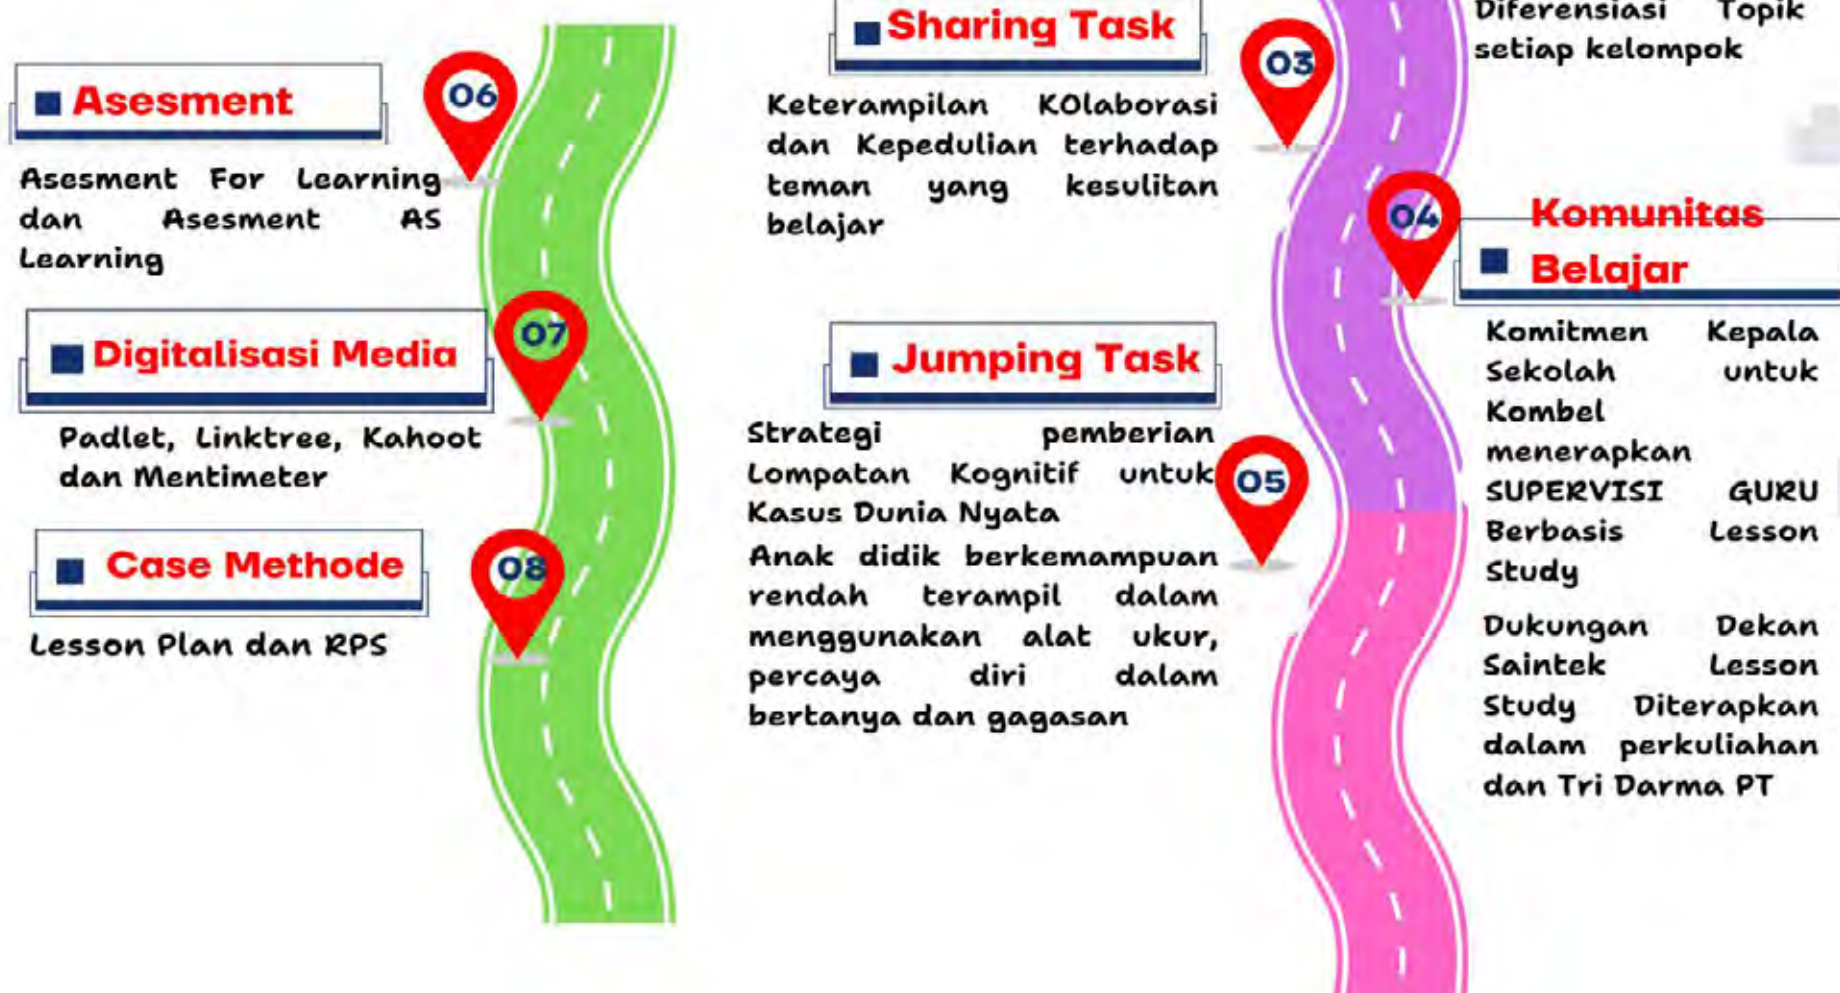 Diferensiasi Topik
setiap kelompok
Sharing Task
03
Keterampilan KOlaborasi
dan Kepedulian terhadap
teman yang kesulitan
belajar
04
Komunitas
Belajar
Komitmen Kepala
Sekolah untuk
Kombel
menerapkan
SUPERVISI GURU
Berbasis Lesson
Study
Dukungan Dekan
Saintek Lesson
Study Diterapkan
dalam perkuliahan
dan Tri Darma PT
Jumping Task
05
Strategi pemberian
Lompatan Kognitif untuk
Kasus Dunia Nyata
Anak didik berkemampuan
rendah terampil dalam
menggunakan alat ukur,
percaya diri dalam
bertanya dan gagasan
Asesment
06
Asesment For Learning
dan Asesment AS
Learning
Digitalisasi Media
07
Padlet, Linktree, Kahoot
dan Mentimeter
Case Methode
08
Lesson Plan dan RPS